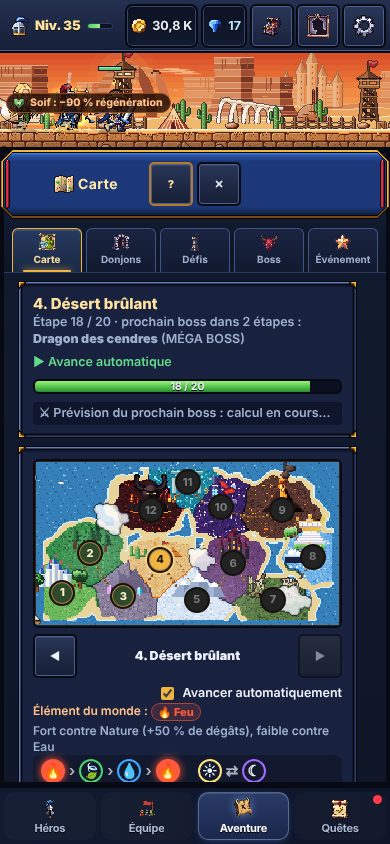 Niv. 35
30,8 K
17
Soif : −90 % régénération
Carte
?
×
Carte
Donjons
Défis
Boss
Événement
4. Désert brûlant
Étape 18 / 20 · prochain boss dans 2 étapes :
Dragon des cendres (MÉGA BOSS)
▶ Avance automatique
18 / 20
⚔ Prévision du prochain boss : calcul en cours…
11
12
10
9
2
4
6
8
1
3
5
7
◀
4. Désert brûlant
▶
Avancer automatiquement
Élément du monde : 🔥 Feu
Fort contre Nature (+50 % de dégâts), faible contre
Eau
Héros
Équipe
Aventure
Quêtes